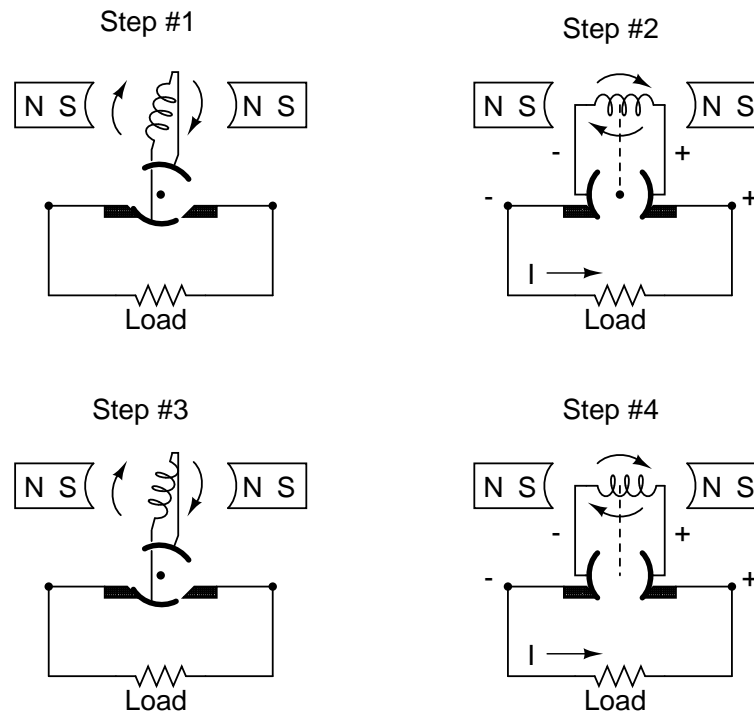 Step #1
N S
N S
Load
Step #2
N S
N S
-
+
-
+
I
Load
Step #3
N S
N S
Load
Step #4
N S
N S
-
+
-
+
I
Load